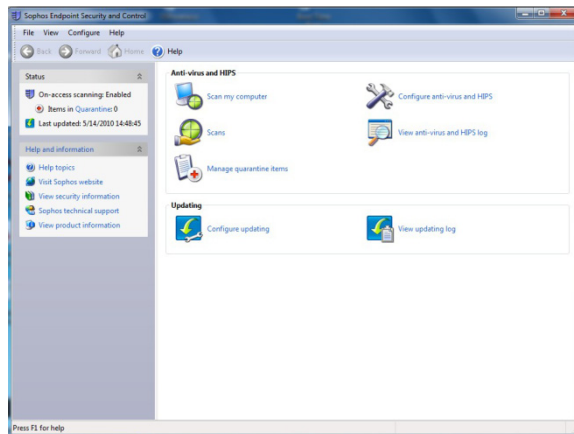 Sophos Endpoint Security and Control
File View Configure Help
Back Forward Home Help
Status
On-access scanning: Enabled
Items in Quarantine: 0
Last updated: 5/14/2010 14:48:45
Help and information
Help topics
Visit Sophos website
View security information
Sophos technical support
View product information
Anti-virus and HIPS
Scan my computer
Configure anti-virus and HIPS
Scans
View anti-virus and HIPS log
Manage quarantine items
Updating
Configure updating
View updating log
Press F1 for help